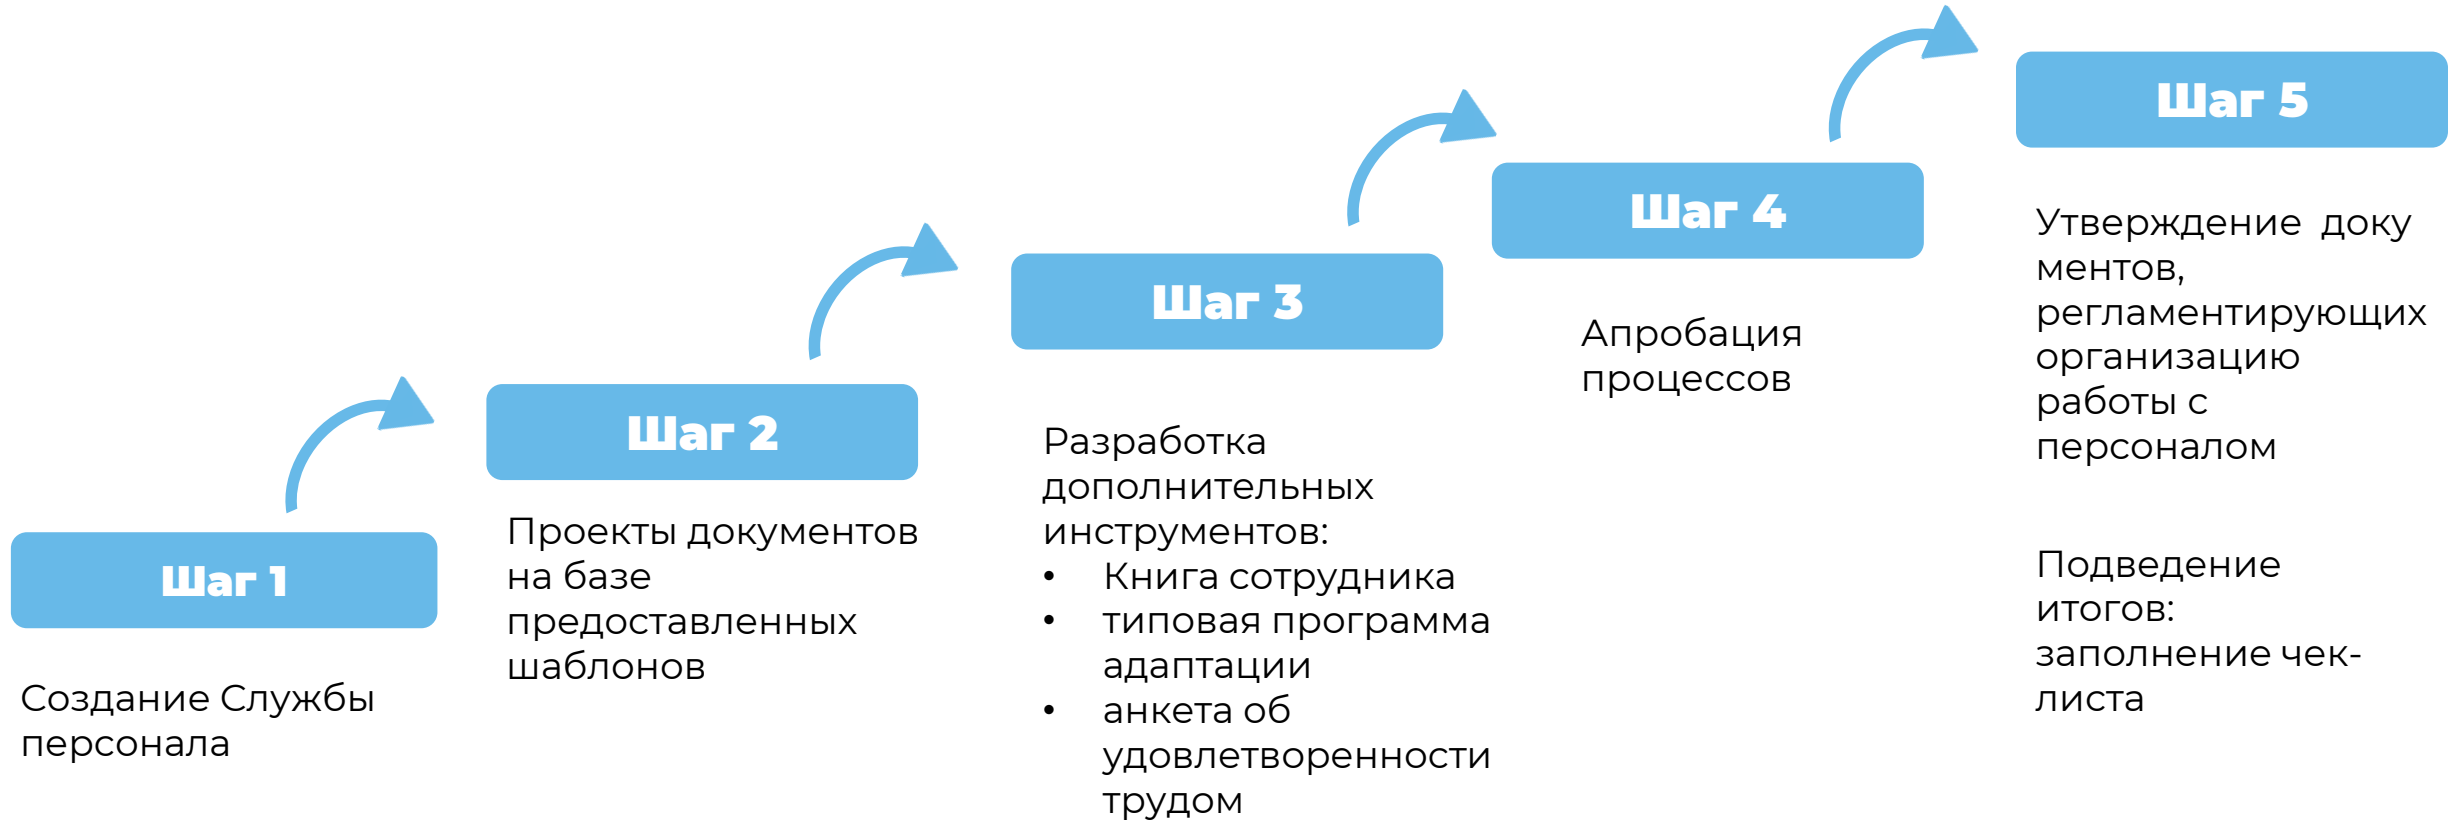 Шаг 1
Создание Службы
персонала
Шаг 2
Проекты документов
на базе
предоставленных
шаблонов
Шаг 3
Разработка
дополнительных
инструментов:
• Книга сотрудника
• типовая программа
адаптации
• анкета об
удовлетворенности
трудом
Шаг 4
Апробация
процессов
Шаг 5
Утверждение доку
ментов,
регламентирующих
организацию
работы с
персоналом
Подведение
итогов:
заполнение чек-
листа